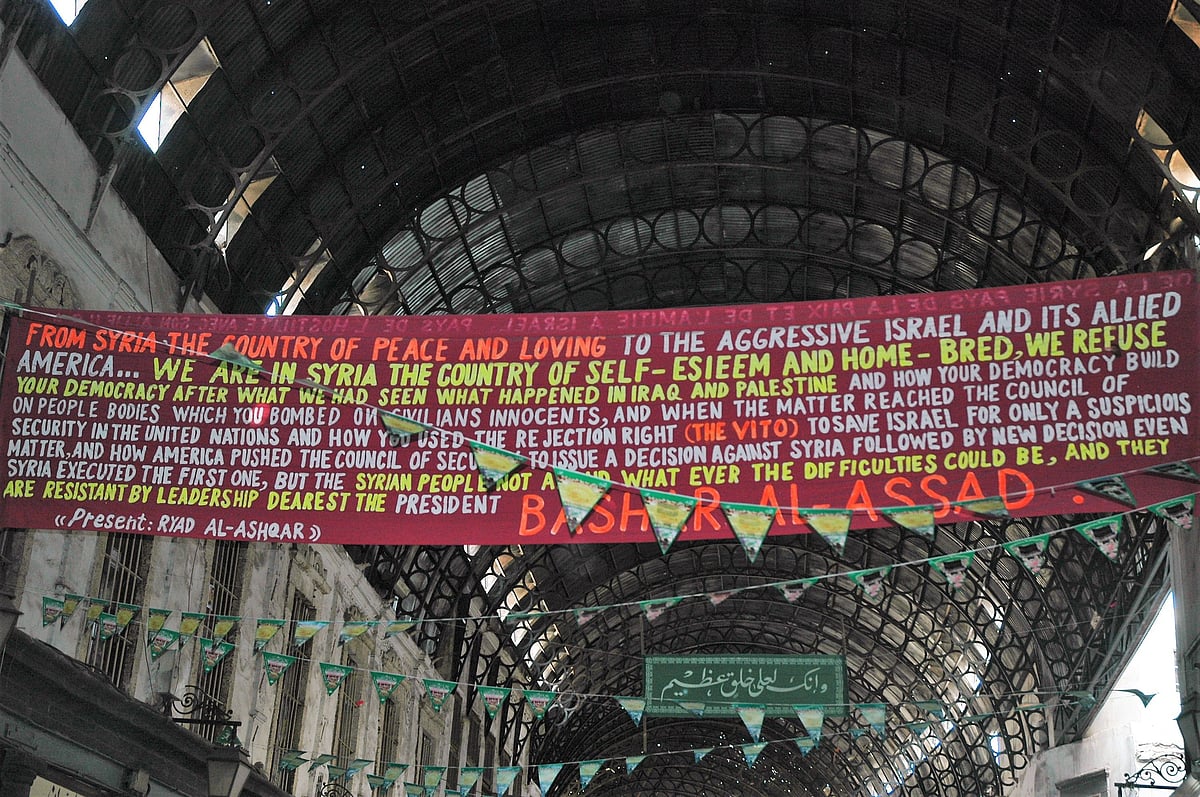 FROM SYRIA THE COUNTRY OF PEACE AND LOVING TO THE AGGRESSIVE ISRAEL AND ITS ALLIED
AMERICA... WE ARE IN SYRIA THE COUNTRY OF SELF-ESIEEM AND HOME-BRED, WE REFUSE
YOUR DEMOCRACY AFTER WHAT WE HAD SEEN WHAT HAPPENED IN IRAQ AND PALESTINE AND HOW YOUR DEMOCRACY BUILD
ON PEOPLE BODIES WHICH YOU BOMBED ON CIVILIANS INNOCENTS, AND WHEN THE MATTER REACHED THE COUNCIL OF
SECURITY IN THE UNITED NATIONS AND HOW YOU USED THE REJECTION RIGHT (THE VITO) TO SAVE ISRAEL FOR ONLY A SUSPICIOIS
MATTER, AND HOW AMERICA PUSHED THE COUNCIL OF TO ISSUE A DECISION AGAINST SYRIA FOLLOWED BY NEW DECISION EVEN
SYRIA EXECUTED THE FIRST ONE, BUT THE SYRIAN PEOPLE NOT WHAT EVER THE DIFFICULTIES COULD BE, AND THEY
ARE RESISTANT BY LEADERSHIP DEAREST THE PRESIDENT BASHAR AL-ASSAD.
((Present: RYAD AL-ASHQAR))
وإنك لعلى خلق عظيم